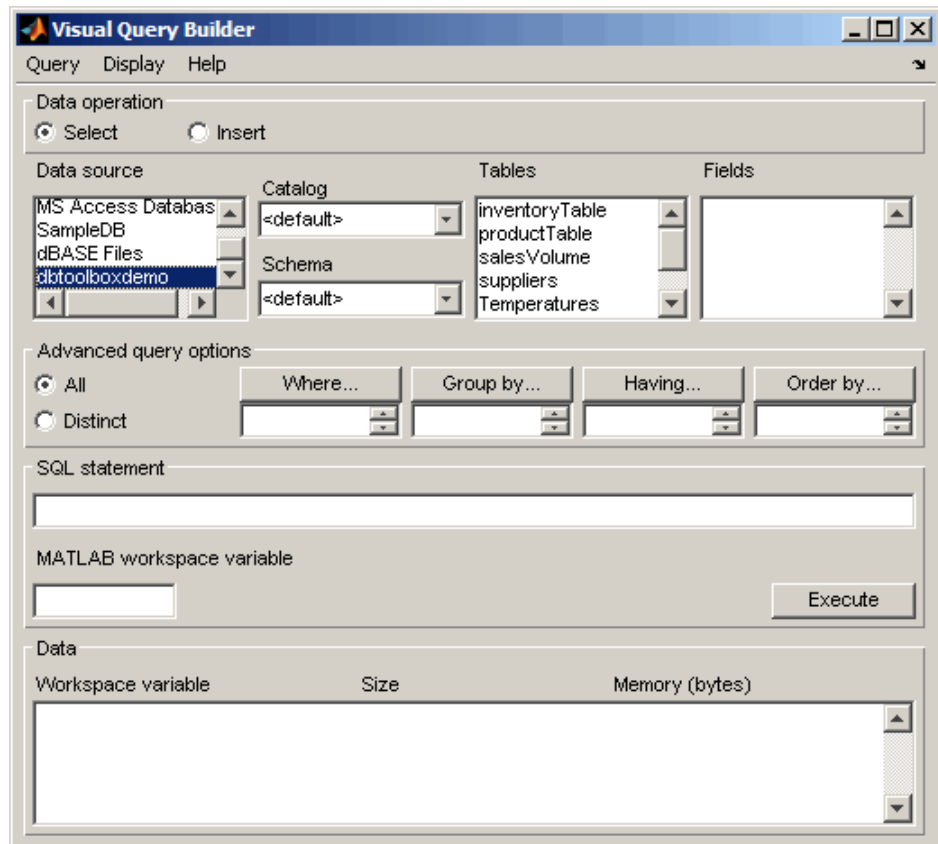 Visual Query Builder
Query Display Help
Data operation
Select Insert
Data source
MS Access Databas
SampleDB
dBASE Files
dbtoolboxdemo
Catalog
<default>
Schema
<default>
Tables
inventoryTable
productTable
salesVolume
suppliers
Temperatures
Fields
Advanced query options
All
Distinct
Where... Group by... Having... Order by...
SQL statement
MATLAB workspace variable
Execute
Data
Workspace variable Size Memory (bytes)